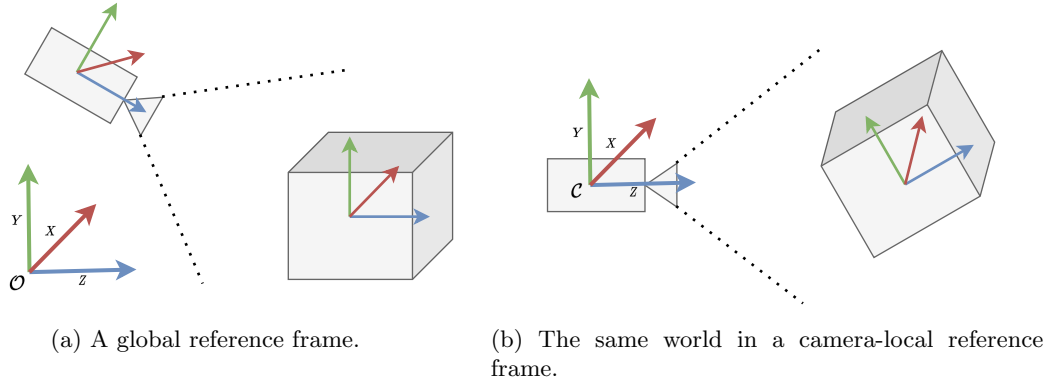 Y
X
Z
𝒪
(a) A global reference frame.
Y
X
𝒞
Z
(b) The same world in a camera-local reference
frame.